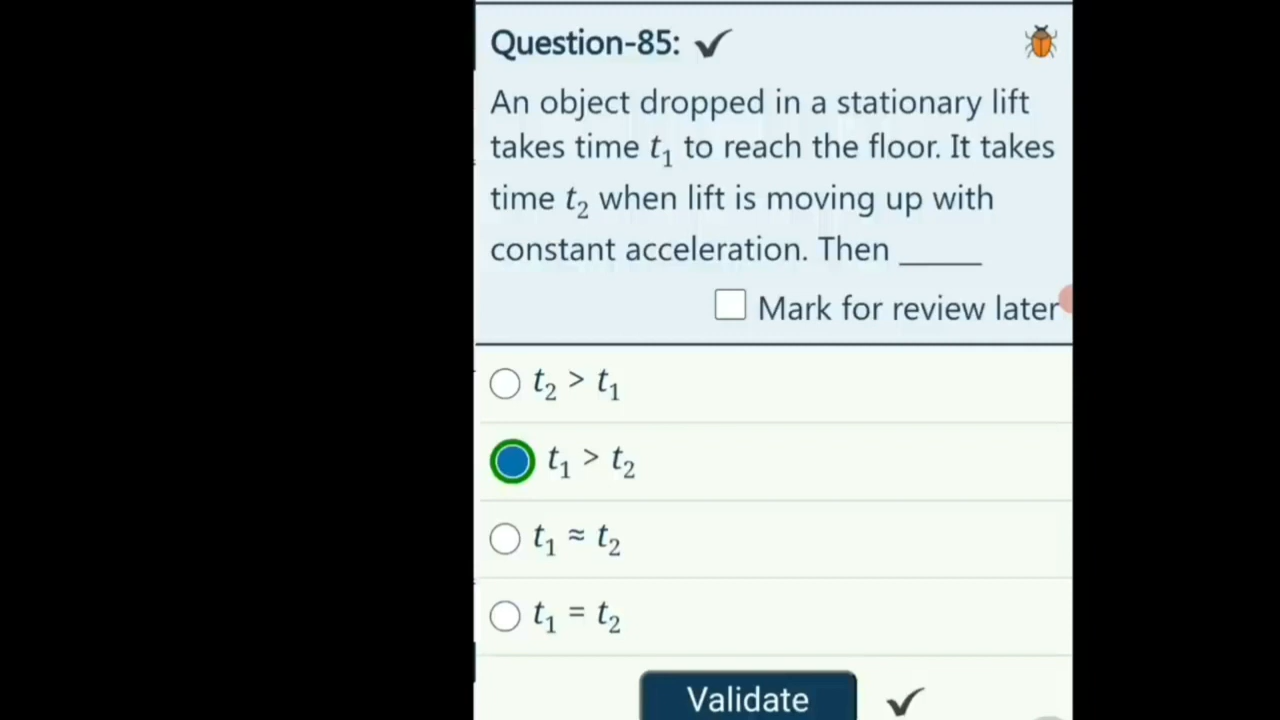 Question-85: ✔
An object dropped in a stationary lift
takes time t₁ to reach the floor. It takes
time t₂ when lift is moving up with
constant acceleration. Then _____
Mark for review later
t₂ > t₁
t₁ > t₂
t₁ ≈ t₂
t₁ = t₂
Validate ✔